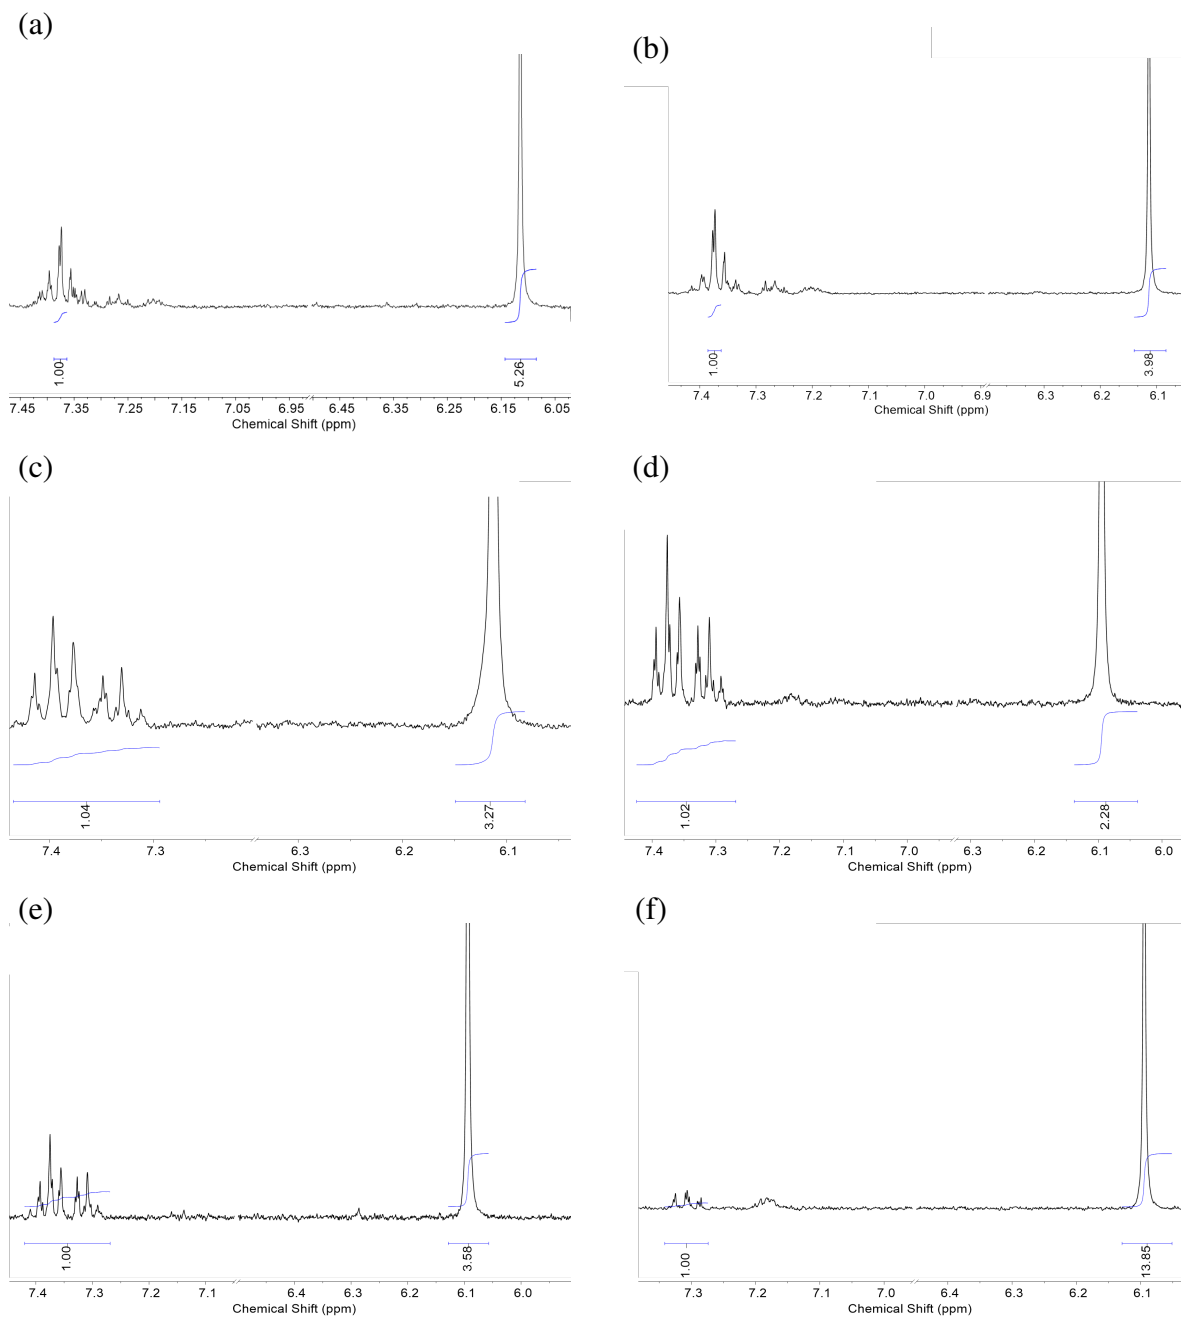 (a)
1.00
5.26
7.45 7.35 7.25 7.15 7.05 6.95 6.45 6.35 6.25 6.15 6.05
Chemical Shift (ppm)
(b)
1.00
3.98
7.4 7.3 7.2 7.1 7.0 6.9 6.3 6.2 6.1
Chemical Shift (ppm)
(c)
1.04
3.27
7.4 7.3 6.3 6.2 6.1
Chemical Shift (ppm)
(d)
1.02
2.28
7.4 7.3 7.2 7.1 7.0 6.3 6.2 6.1 6.0
Chemical Shift (ppm)
(e)
1.00
3.58
7.4 7.3 7.2 7.1 6.4 6.3 6.2 6.1 6.0
Chemical Shift (ppm)
(f)
1.00
13.85
7.3 7.2 7.1 7.0 6.4 6.3 6.2 6.1
Chemical Shift (ppm)